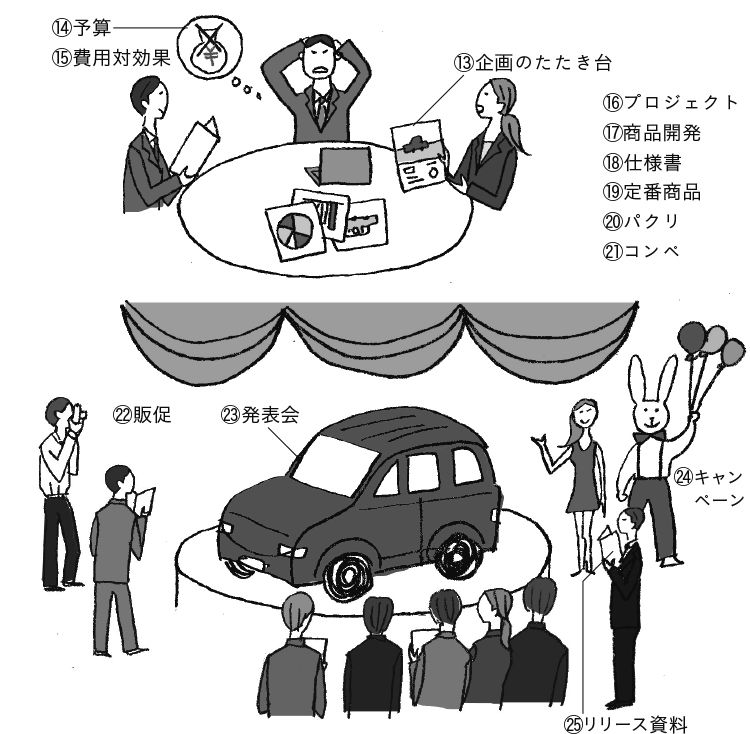 ⑭予算
⑮費用対効果
¥
⑬企画のたたき台
⑯プロジェクト
⑰商品開発
⑱仕様書
⑲定番商品
⑳パクリ
㉑コンペ
㉒販促
㉓発表会
㉔キャン
ペーン
㉕リリース資料